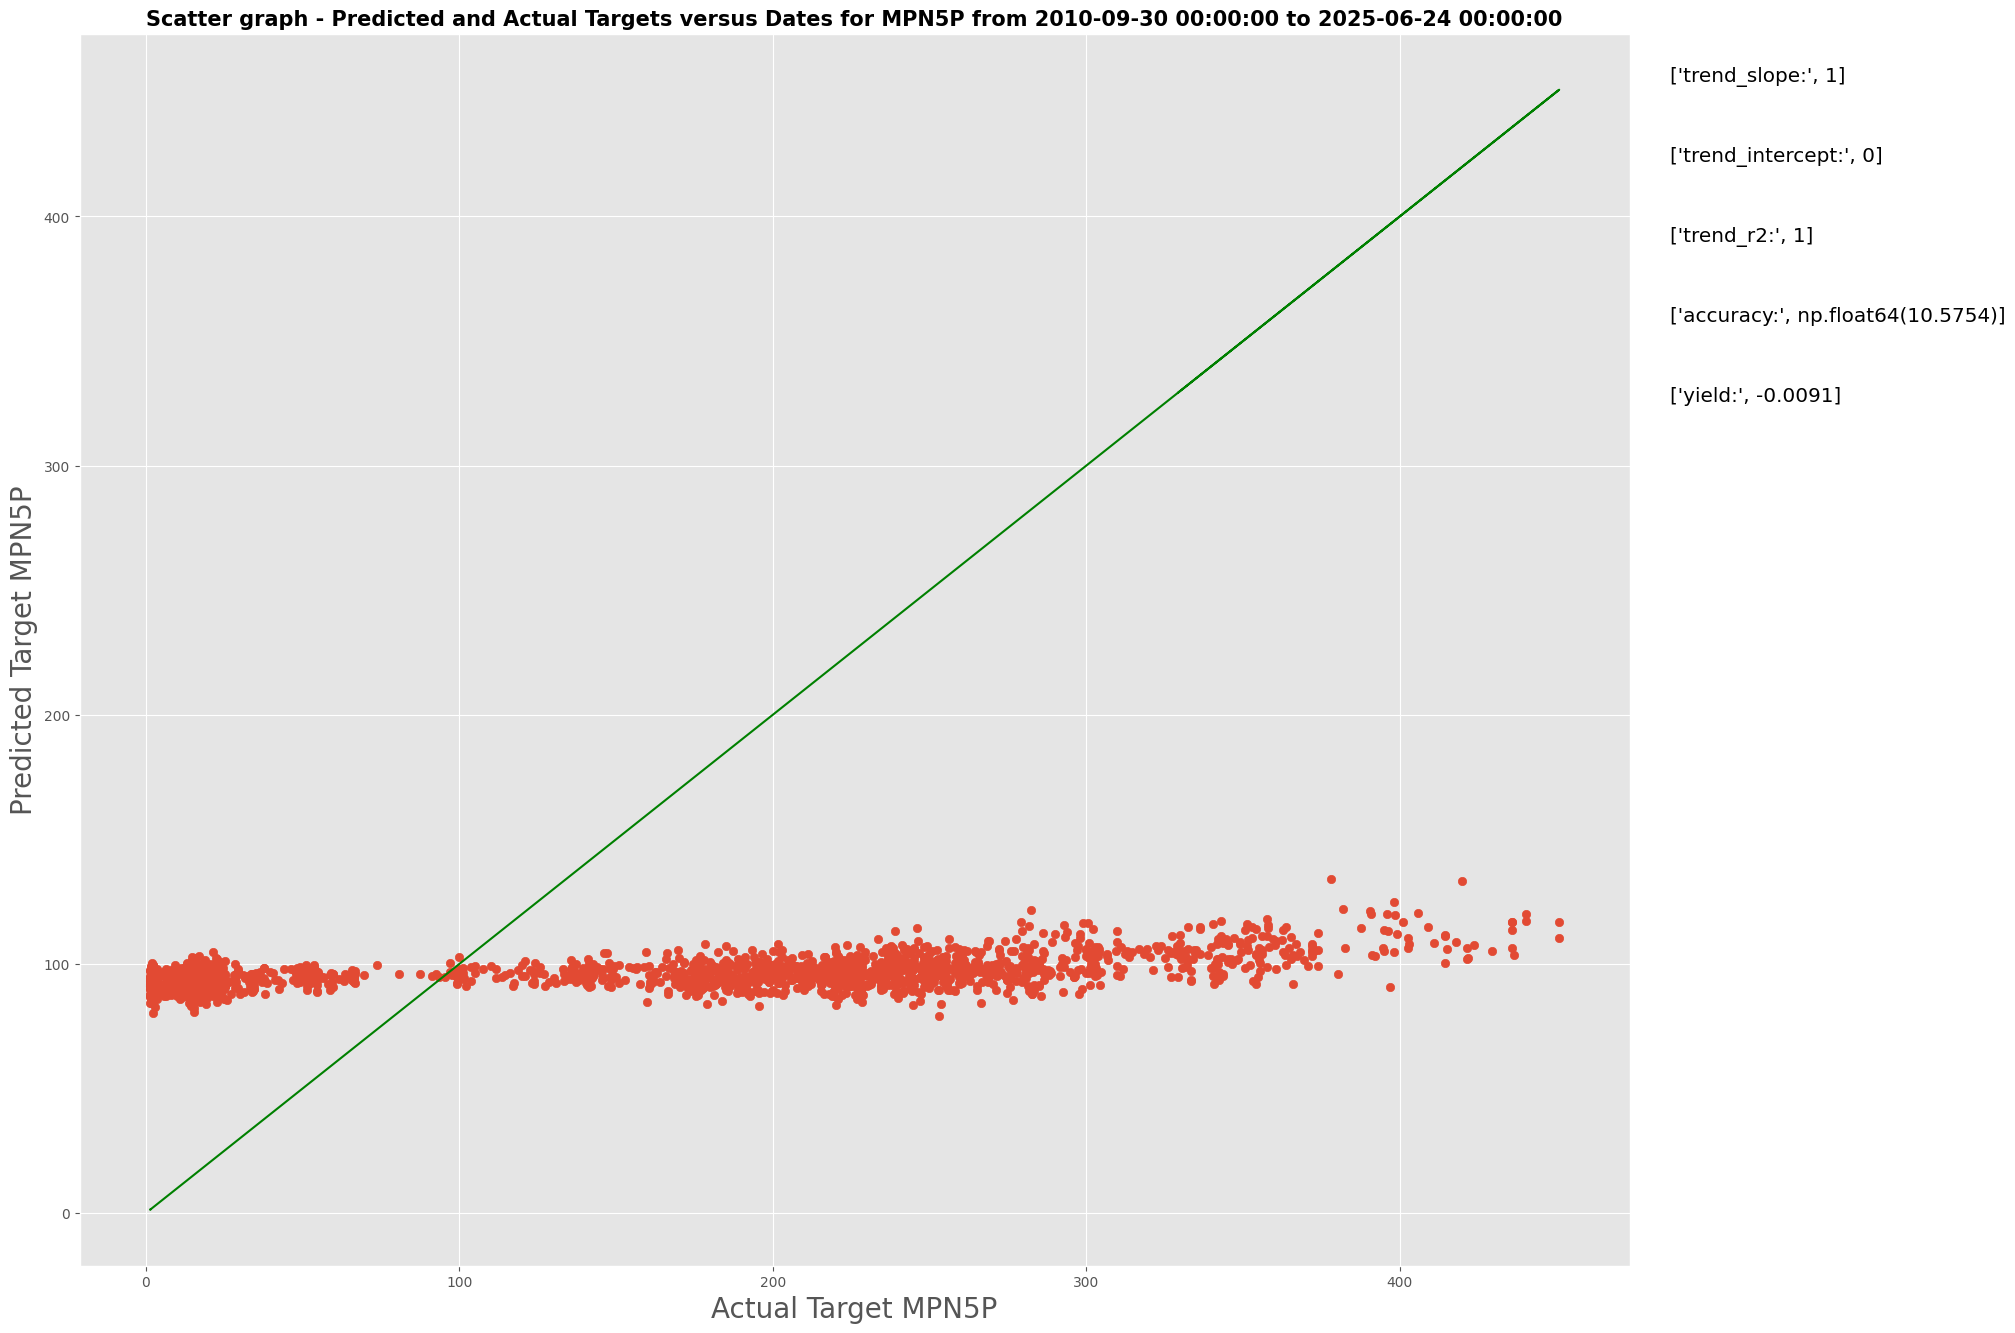 Scatter graph - Predicted and Actual Targets versus Dates for MPN5P from 2010-09-30 00:00:00 to 2025-06-24 00:00:00
['trend_slope:', 1]
['trend_intercept:', 0]
['trend_r2:', 1]
['accuracy:', np.float64(10.5754)]
['yield:', -0.0091]
Predicted Target MPN5P
400
300
200
100
0
0 100 200 300 400
Actual Target MPN5P